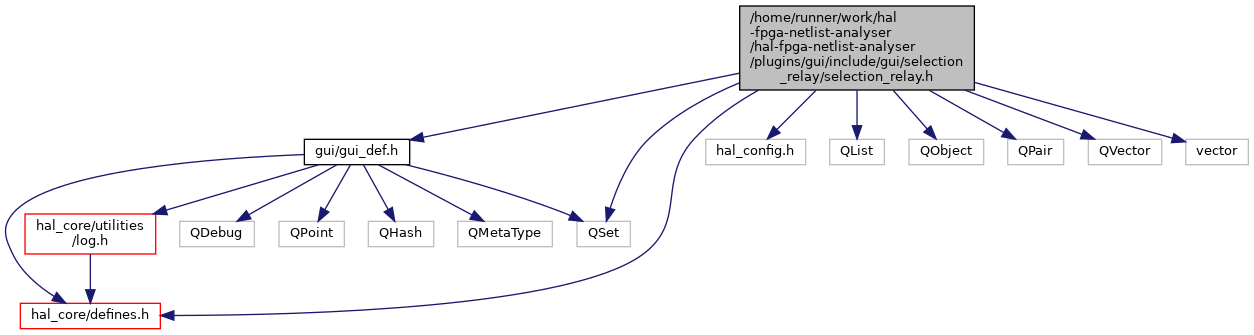 /home/runner/work/hal
-fpga-netlist-analyser
/hal-fpga-netlist-analyser
/plugins/gui/include/gui/selection
_relay/selection_relay.h
gui/gui_def.h
hal_config.h
QList
QObject
QPair
QVector
vector
hal_core/utilities
/log.h
QDebug
QPoint
QHash
QMetaType
QSet
hal_core/defines.h